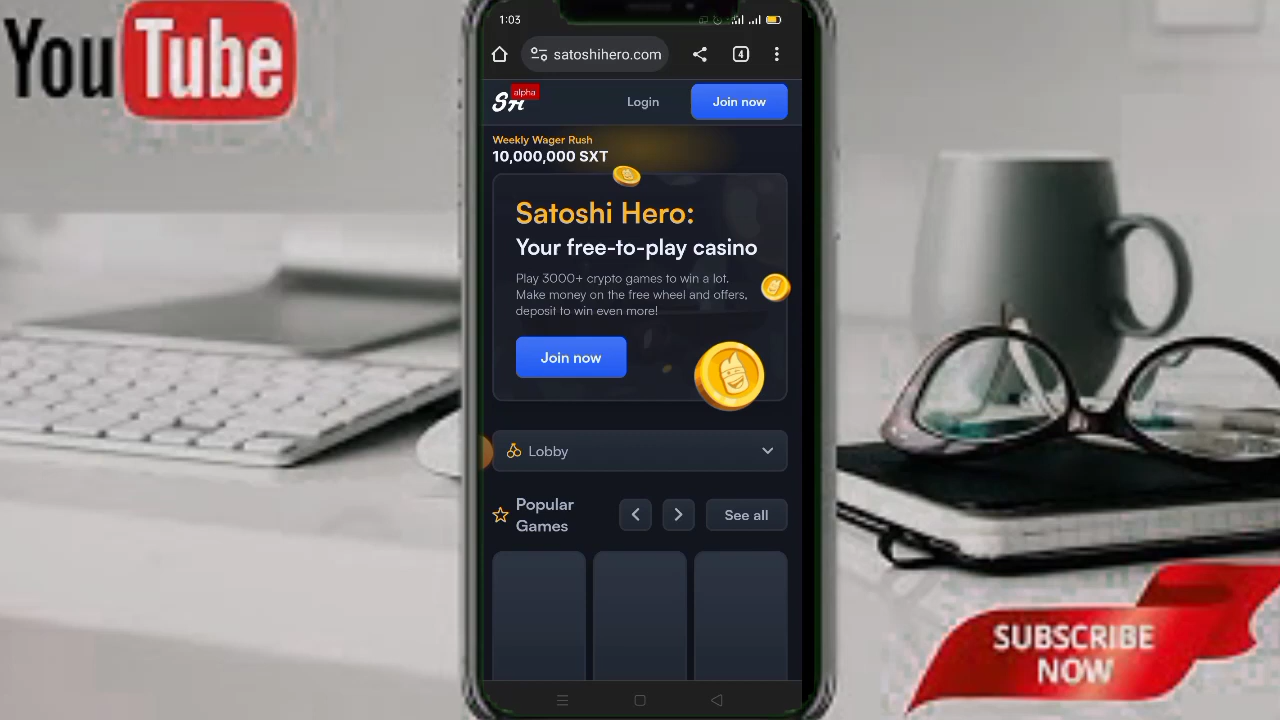 YouTube
1:03
satoshihero.com
4
SH
alpha
Login
Join now
Weekly Wager Rush
10,000,000 SXT
Satoshi Hero:
Your free-to-play casino
Play 3000+ crypto games to win a lot.
Make money on the free wheel and offers,
deposit to win even more!
Join now
Lobby
Popular
Games
See all
SUBSCRIBE
NOW